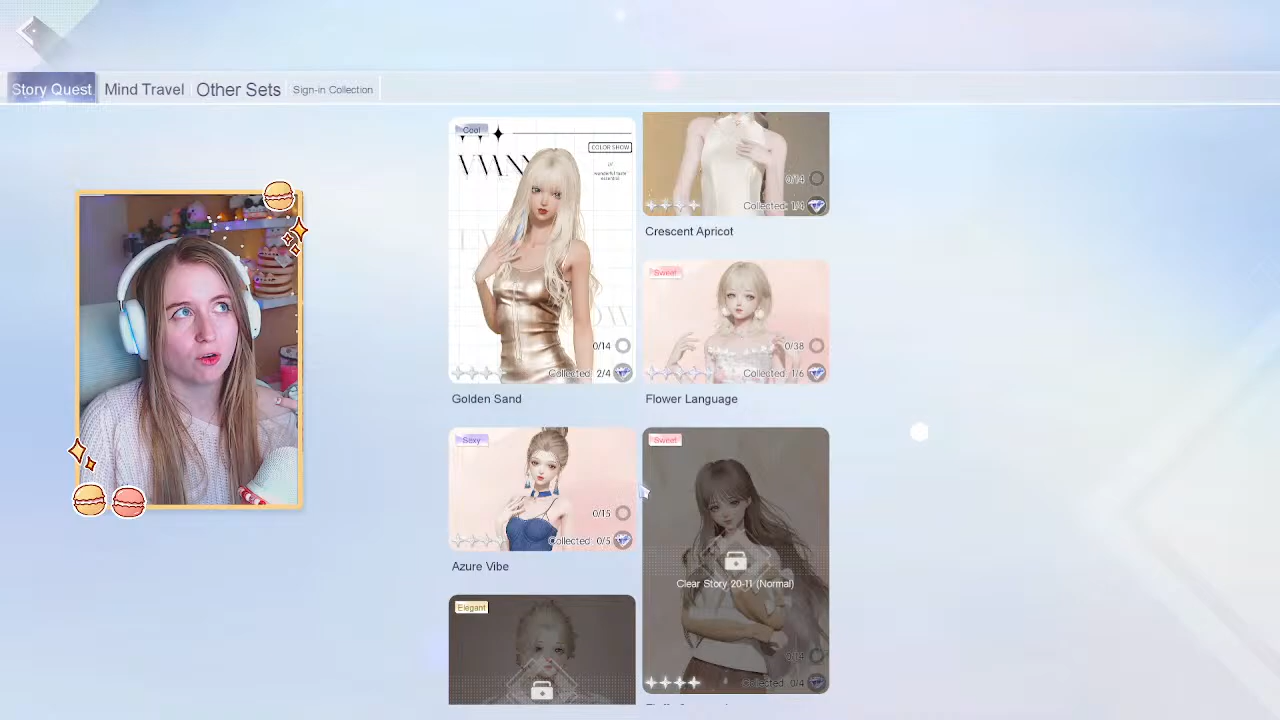 Story Quest
Mind Travel
Other Sets
Sign-in Collection
Cool
COLOR SHOW
0/14
Collected: 2/4
Golden Sand
0/14
Collected: 1/4
Crescent Apricot
Sweet
0/38
Collected: 1/6
Flower Language
Sexy
0/15
Collected: 0/5
Azure Vibe
Sweet
Clear Story 20-11 (Normal)
0/14
Collected: 0/4
Elegant